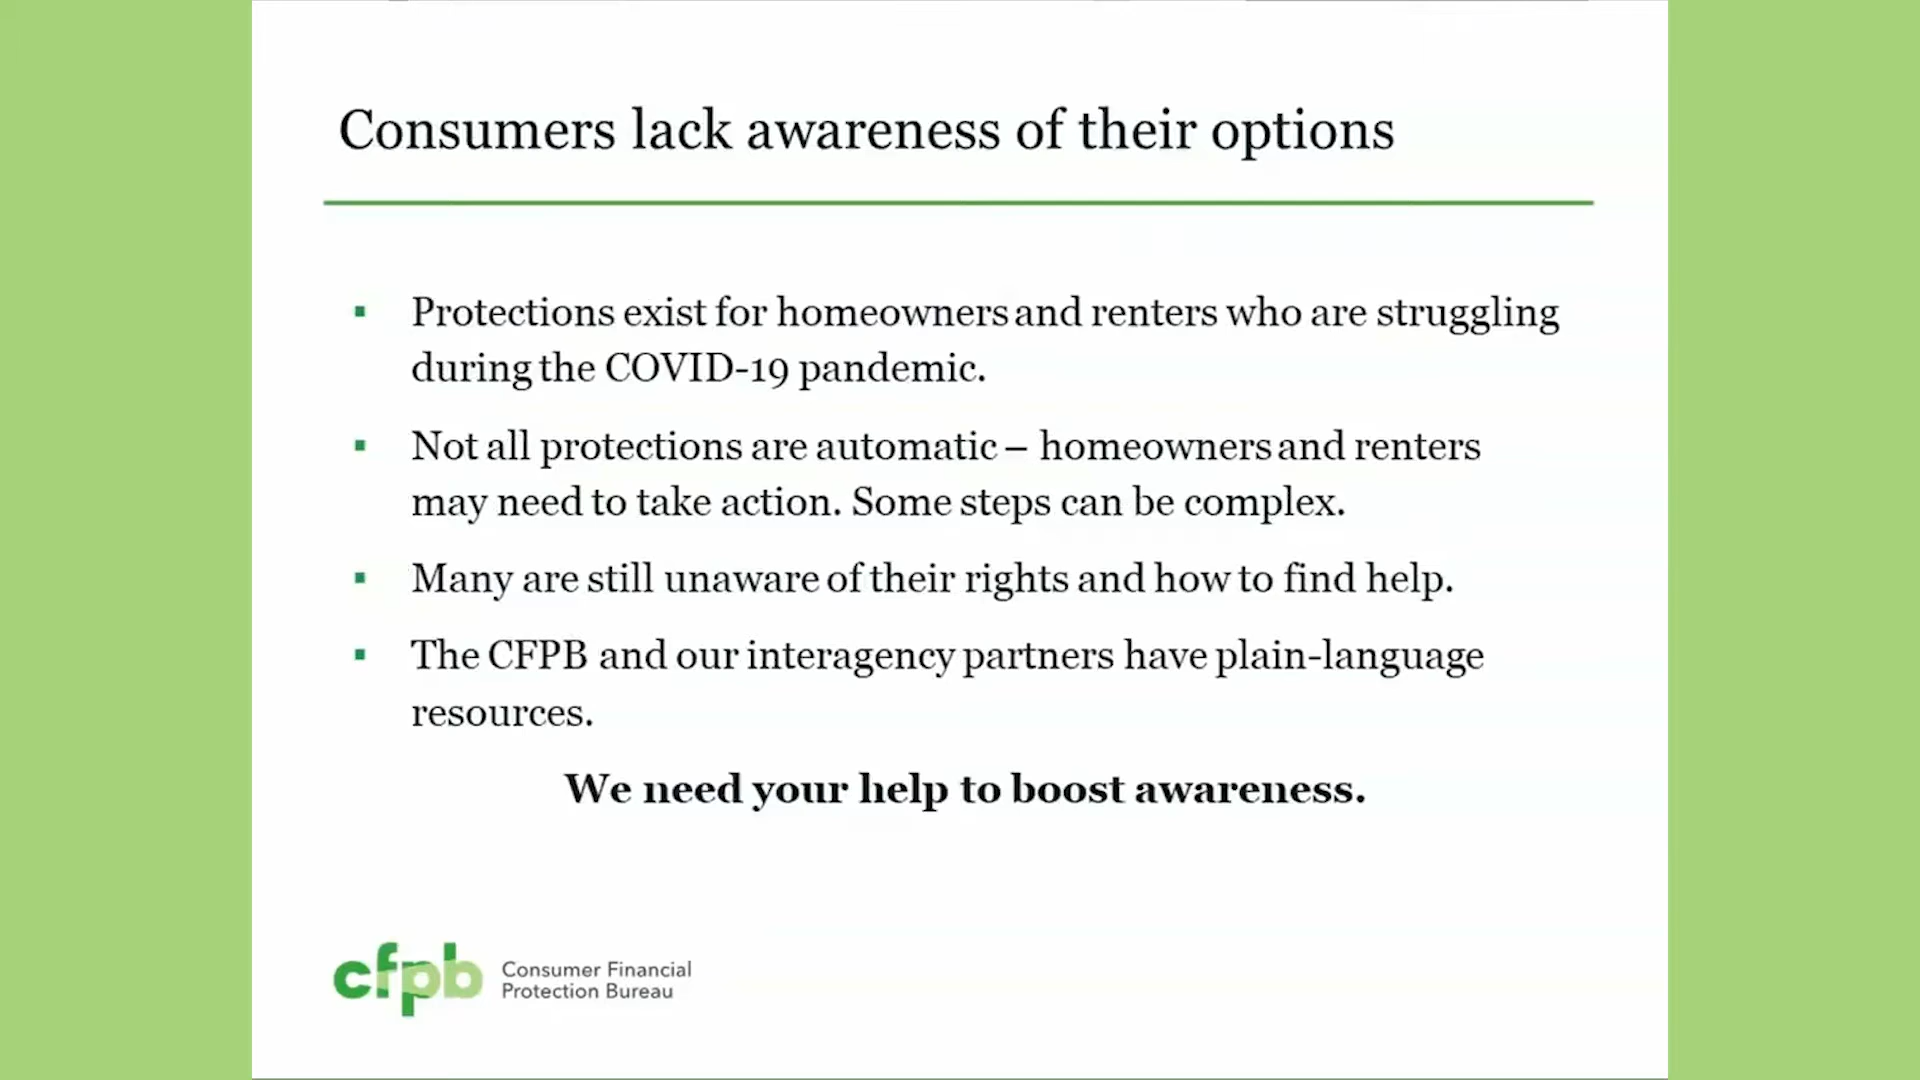 Consumers lack awareness of their options
▪ Protections exist for homeowners and renters who are struggling
during the COVID-19 pandemic.
▪ Not all protections are automatic – homeowners and renters
may need to take action. Some steps can be complex.
▪ Many are still unaware of their rights and how to find help.
▪ The CFPB and our interagency partners have plain-language
resources.
We need your help to boost awareness.
cfpb
Consumer Financial
Protection Bureau